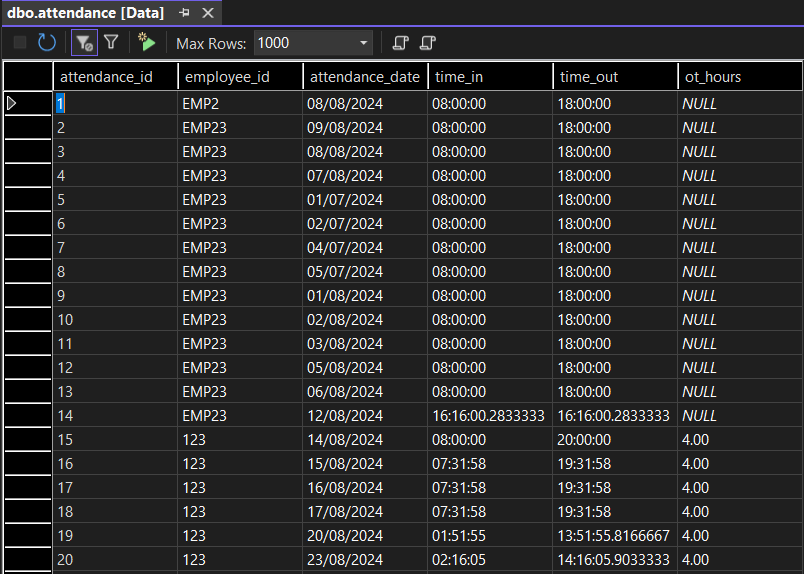 dbo.attendance [Data]
Max Rows: 1000
attendance_id employee_id attendance_date time_in time_out ot_hours
1 EMP2 08/08/2024 08:00:00 18:00:00 NULL
2 EMP23 09/08/2024 08:00:00 18:00:00 NULL
3 EMP23 08/08/2024 08:00:00 18:00:00 NULL
4 EMP23 07/08/2024 08:00:00 18:00:00 NULL
5 EMP23 01/07/2024 08:00:00 18:00:00 NULL
6 EMP23 02/07/2024 08:00:00 18:00:00 NULL
7 EMP23 04/07/2024 08:00:00 18:00:00 NULL
8 EMP23 05/07/2024 08:00:00 18:00:00 NULL
9 EMP23 01/08/2024 08:00:00 18:00:00 NULL
10 EMP23 02/08/2024 08:00:00 18:00:00 NULL
11 EMP23 03/08/2024 08:00:00 18:00:00 NULL
12 EMP23 05/08/2024 08:00:00 18:00:00 NULL
13 EMP23 06/08/2024 08:00:00 18:00:00 NULL
14 EMP23 12/08/2024 16:16:00.2833333 16:16:00.2833333 NULL
15 123 14/08/2024 08:00:00 20:00:00 4.00
16 123 15/08/2024 07:31:58 19:31:58 4.00
17 123 16/08/2024 07:31:58 19:31:58 4.00
18 123 17/08/2024 07:31:58 19:31:58 4.00
19 123 20/08/2024 01:51:55 13:51:55.8166667 4.00
20 123 23/08/2024 02:16:05 14:16:05.9033333 4.00